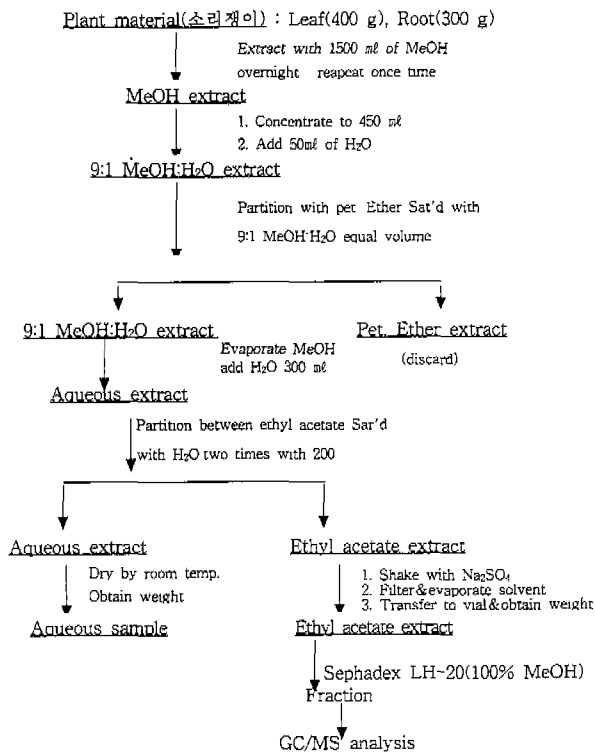 Plant material(소리쟁이) : Leaf(400 g), Root(300 g)
Extract with 1500 ㎖ of MeOH
overnight reapeat once time
MeOH extract
1. Concentrate to 450 ㎖
2. Add 50㎖ of H₂O
9:1 MeOH:H₂O extract
Partition with pet Ether Sat'd with
9:1 MeOH:H₂O equal volume
9:1 MeOH:H₂O extract
Pet. Ether extract
Evaporate MeOH
add H₂O 300 ㎖
(discard)
Aqueous extract
Partition between ethyl acetate Sar'd
with H₂O two times with 200
Aqueous extract
Ethyl acetate extract
Dry by room temp.
Obtain weight
1. Shake with Na₂SO₄
2. Filter&evaporate solvent
3. Transfer to vial&obtain weight
Aqueous sample
Ethyl acetate extract
Sephadex LH-20(100% MeOH)
Fraction
GC/MS analysis